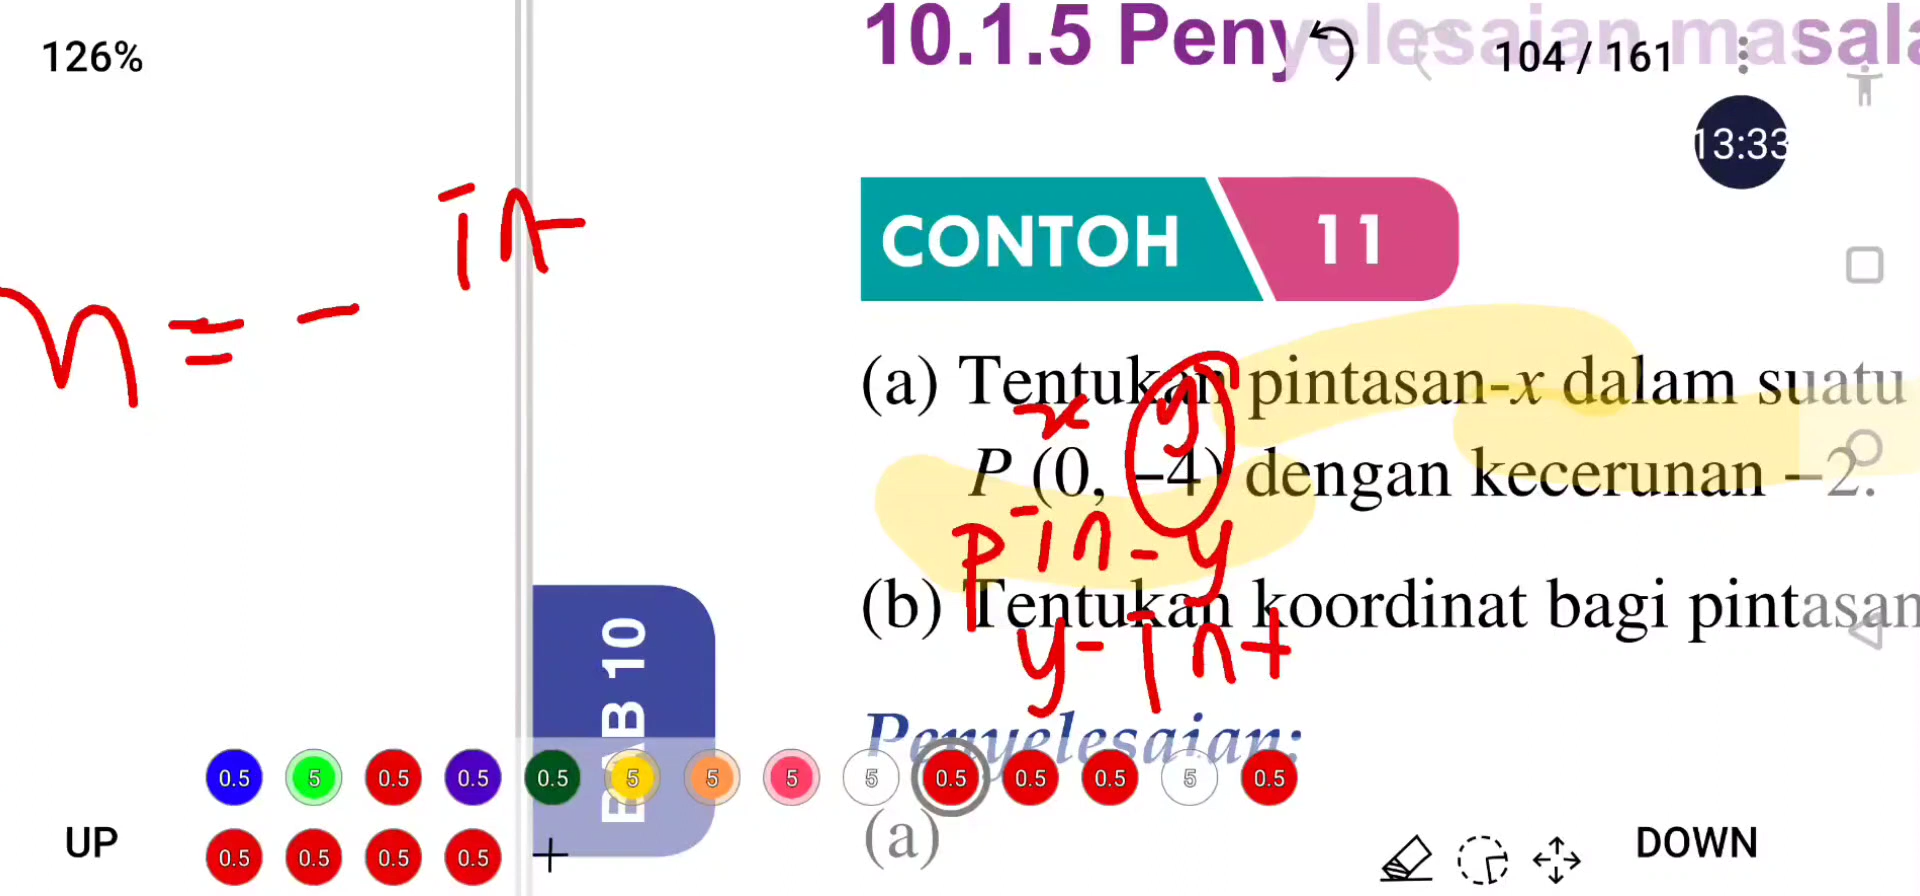 126%
10.1.5 Penyelesaian masala
104 / 161
13:33
CONTOH 11
m = -
(a) Tentukan pintasan-x dalam suatu
x y
P (0, –4) dengan kecerunan –2.
pin-y
(b) Tentukan koordinat bagi pintasan
y-int
Penyelesaian:
BAB 10
0.5 5 0.5 0.5 0.5 5 5 5 5 0.5 0.5 0.5 5 0.5
(a)
UP
0.5 0.5 0.5 0.5 +
DOWN